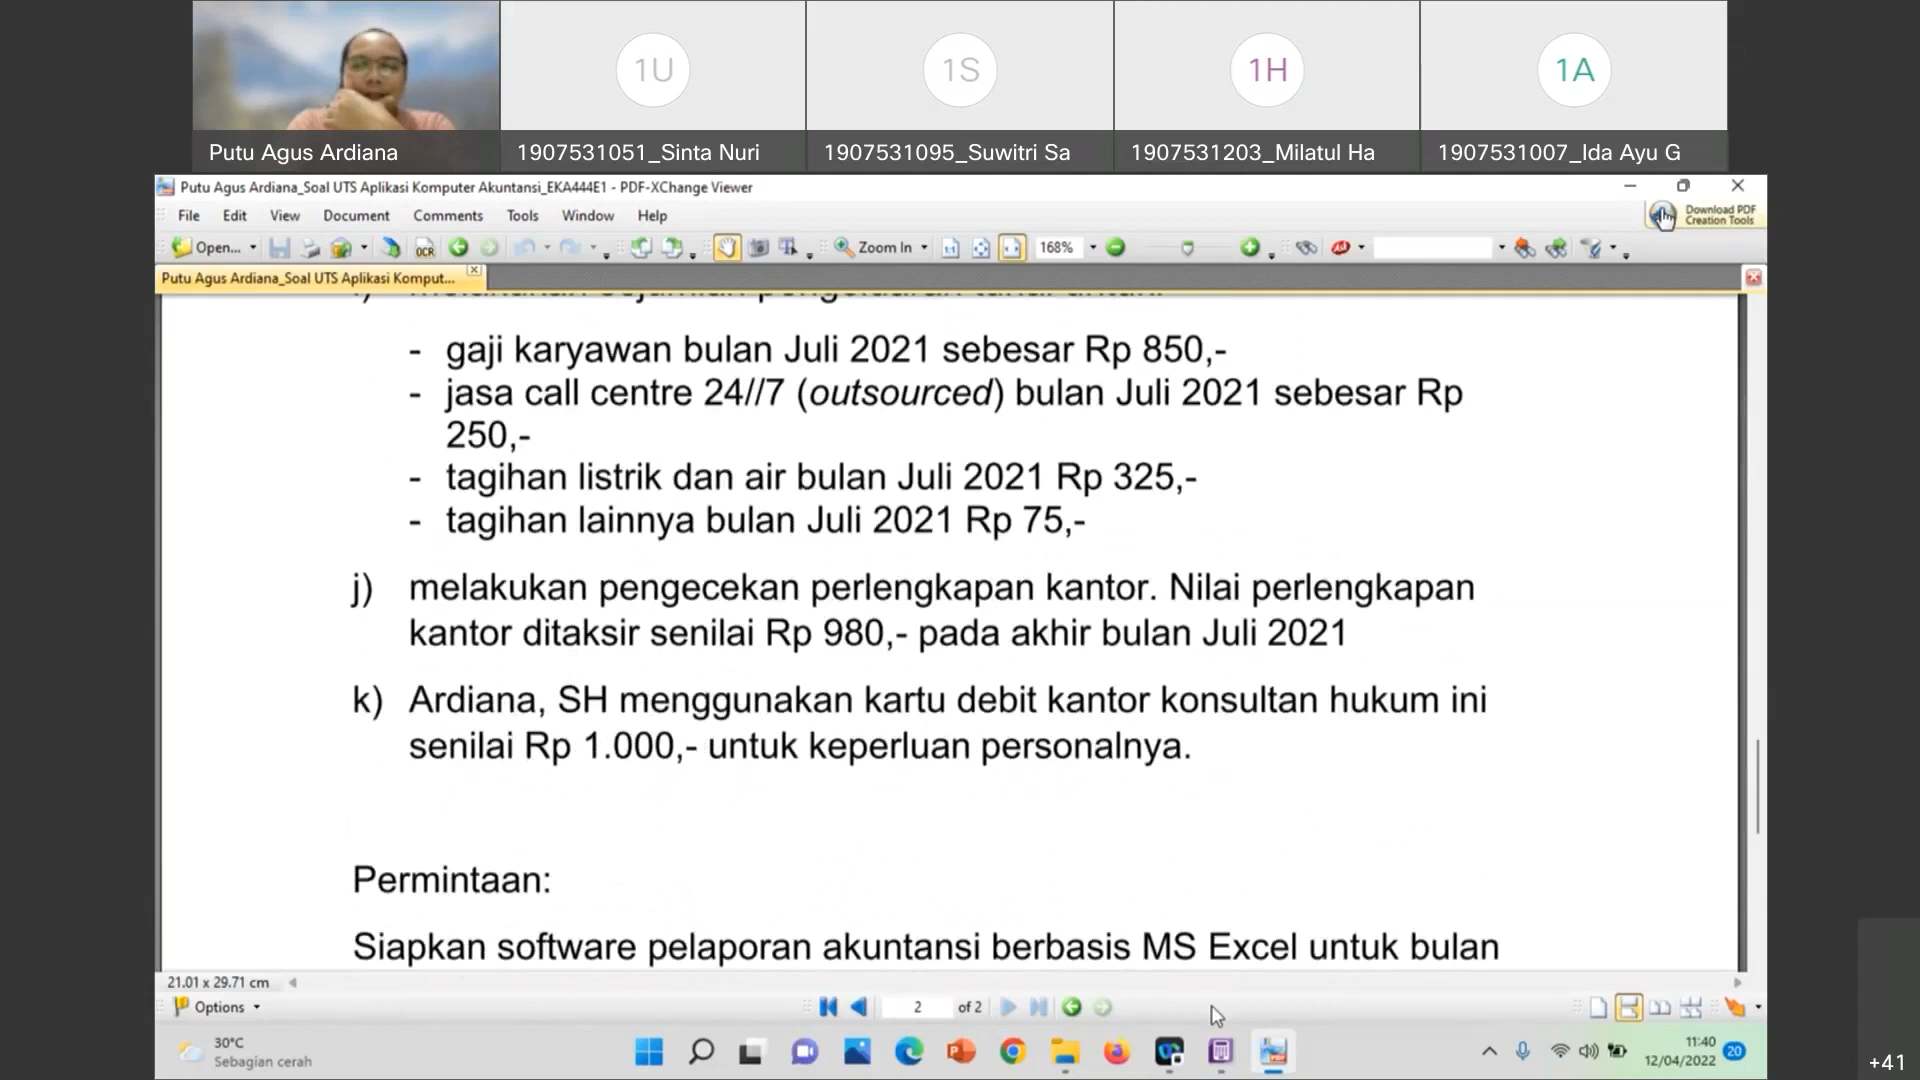 1U
1S
1H
1A
Putu Agus Ardiana
1907531051_Sinta Nuri
1907531095_Suwitri Sa
1907531203_Milatul Ha
1907531007_Ida Ayu G
Putu Agus Ardiana_Soal UTS Aplikasi Komputer Akuntansi_EKA444E1 - PDF-XChange Viewer
File Edit View Document Comments Tools Window Help
Download PDF
Creation Tools
Open...
OCR
Zoom In
168%
Putu Agus Ardiana_Soal UTS Aplikasi Komput...
- gaji karyawan bulan Juli 2021 sebesar Rp 850,-
- jasa call centre 24//7 (outsourced) bulan Juli 2021 sebesar Rp
250,-
- tagihan listrik dan air bulan Juli 2021 Rp 325,-
- tagihan lainnya bulan Juli 2021 Rp 75,-
j) melakukan pengecekan perlengkapan kantor. Nilai perlengkapan
kantor ditaksir senilai Rp 980,- pada akhir bulan Juli 2021
k) Ardiana, SH menggunakan kartu debit kantor konsultan hukum ini
senilai Rp 1.000,- untuk keperluan personalnya.
Permintaan:
Siapkan software pelaporan akuntansi berbasis MS Excel untuk bulan
21.01 x 29.71 cm
Options
2 of 2
30°C
Sebagian cerah
11:40
12/04/2022
20
+41